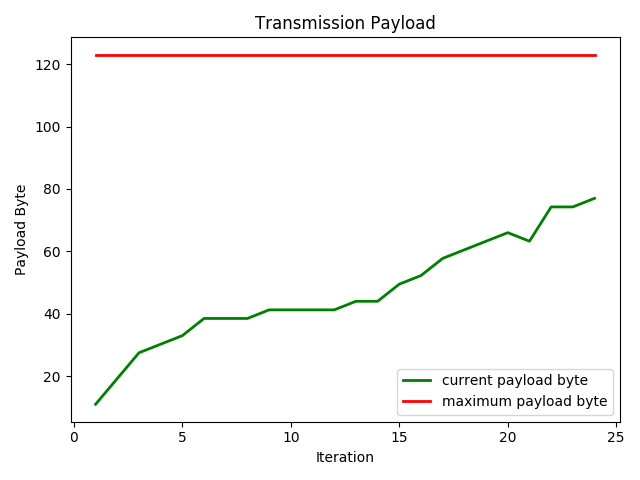 Transmission Payload
120
100
80
60
40
20
Payload Byte
0
5
10
15
20
25
Iteration
current payload byte
maximum payload byte